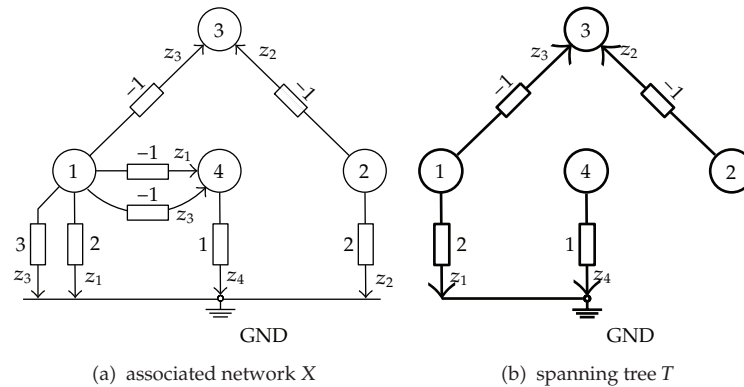 3
3
z₃
z₂
z₃
z₂
−1
−1
−1
−1
−1
z₁
1
4
2
1
4
2
−1
z₃
3
2
1
2
2
1
z₃
z₁
z₄
z₂
z₁
z₄
GND
GND
(a) associated network X
(b) spanning tree T